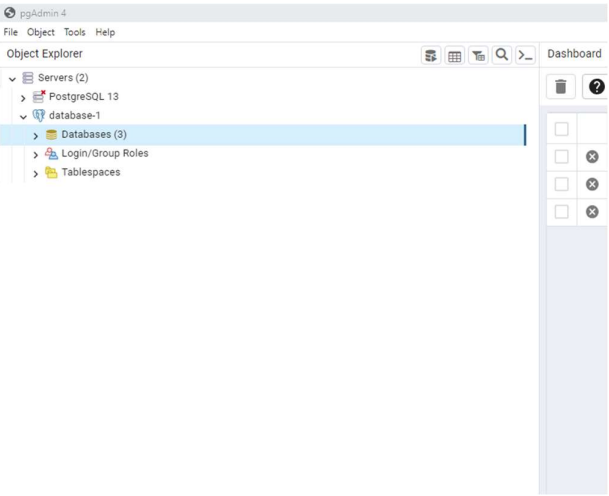 pgAdmin 4
File Object Tools Help
Object Explorer
Dashboard
Servers (2)
PostgreSQL 13
database-1
Databases (3)
Login/Group Roles
Tablespaces